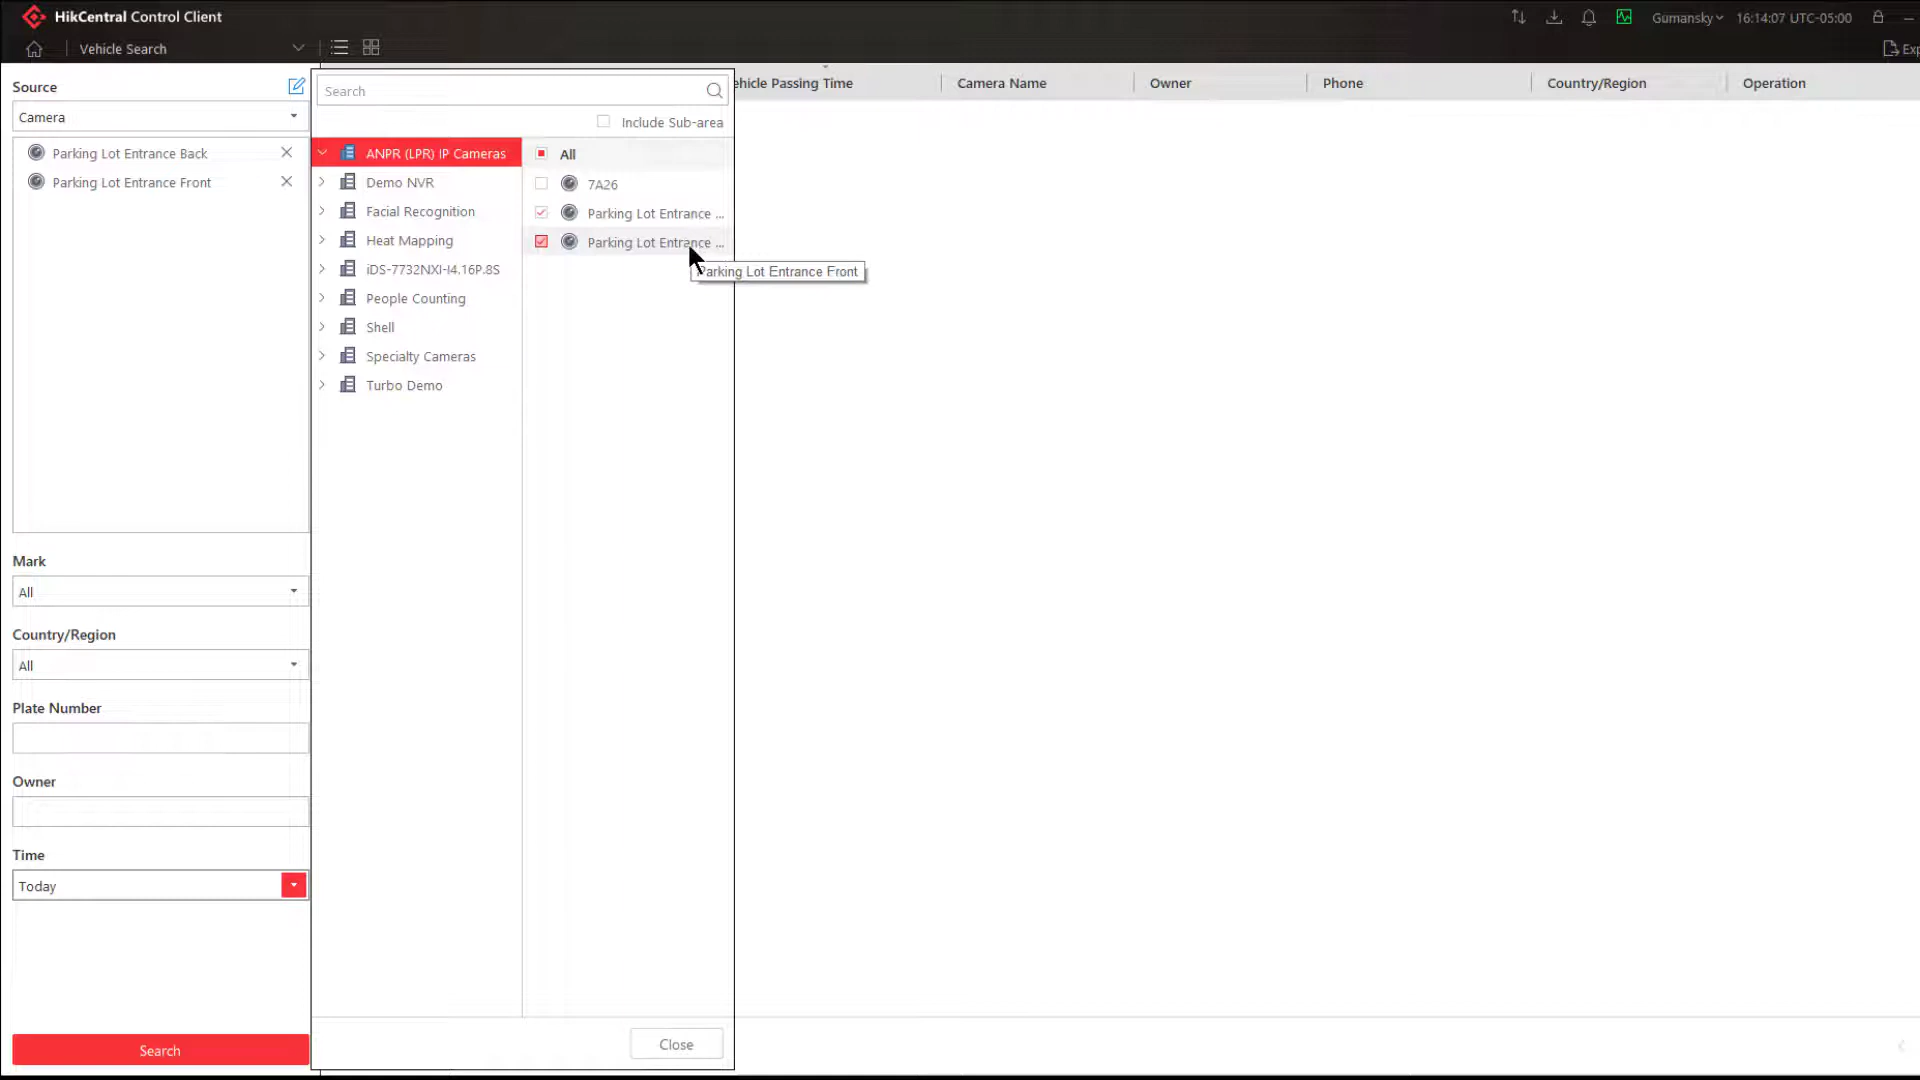 HikCentral Control Client
Gumansky
16:14:07 UTC-05:00
Vehicle Search
Exp
Source
Camera
Parking Lot Entrance Back
Parking Lot Entrance Front
Mark
All
Country/Region
All
Plate Number
Owner
Time
Today
Search
Search
Include Sub-area
ANPR (LPR) IP Cameras
Demo NVR
Facial Recognition
Heat Mapping
iDS-7732NXI-I4.16P.8S
People Counting
Shell
Specialty Cameras
Turbo Demo
All
7A26
Parking Lot Entrance ...
Parking Lot Entrance ...
Parking Lot Entrance Front
Close
ehicle Passing Time
Camera Name
Owner
Phone
Country/Region
Operation